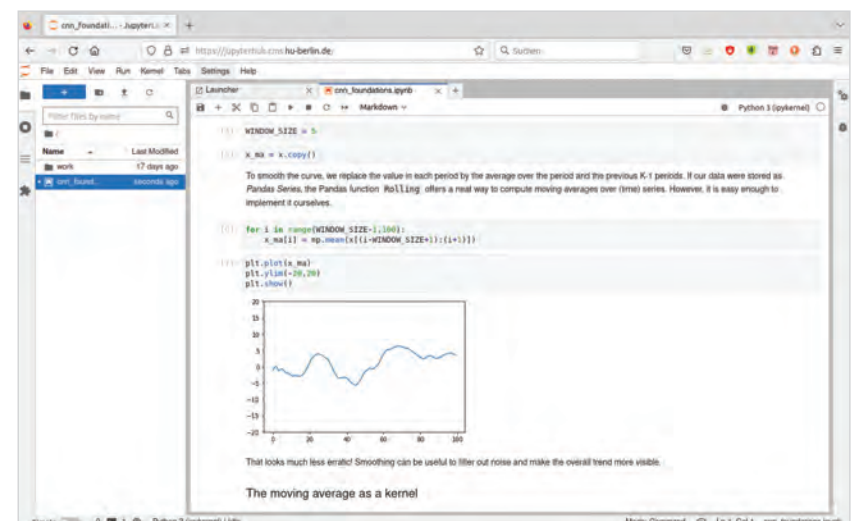 cnn_foundati... - JupyterL
https://jupyterhub.cms.hu-berlin.de/
Suchen
File Edit View Run Kernel Tabs Settings Help
Launcher
cnn_foundations.ipynb
Markdown
Python 3 (ipykernel)
Filter files by name
/
Name
Last Modified
work
17 days ago
cnn_found...
seconds ago
WINDOW_SIZE = 5
x_ma = x.copy()
To smooth the curve, we replace the value in each period by the average over the period and the previous K-1 periods. If our data were stored as
Pandas Series, the Pandas function Rolling offers a neat way to compute moving averages over (time) series. However, it is easy enough to
implement it ourselves.
for i in range(WINDOW_SIZE-1,100):
x_ma[i] = np.mean(x[(i-WINDOW_SIZE+1):(i+1)])
plt.plot(x_ma)
plt.ylim(-20,20)
plt.show()
20
15
10
5
0
-5
-10
-15
-20
0 20 40 60 80 100
That looks much less erratic! Smoothing can be useful to filter out noise and make the overall trend more visible.
The moving average as a kernel